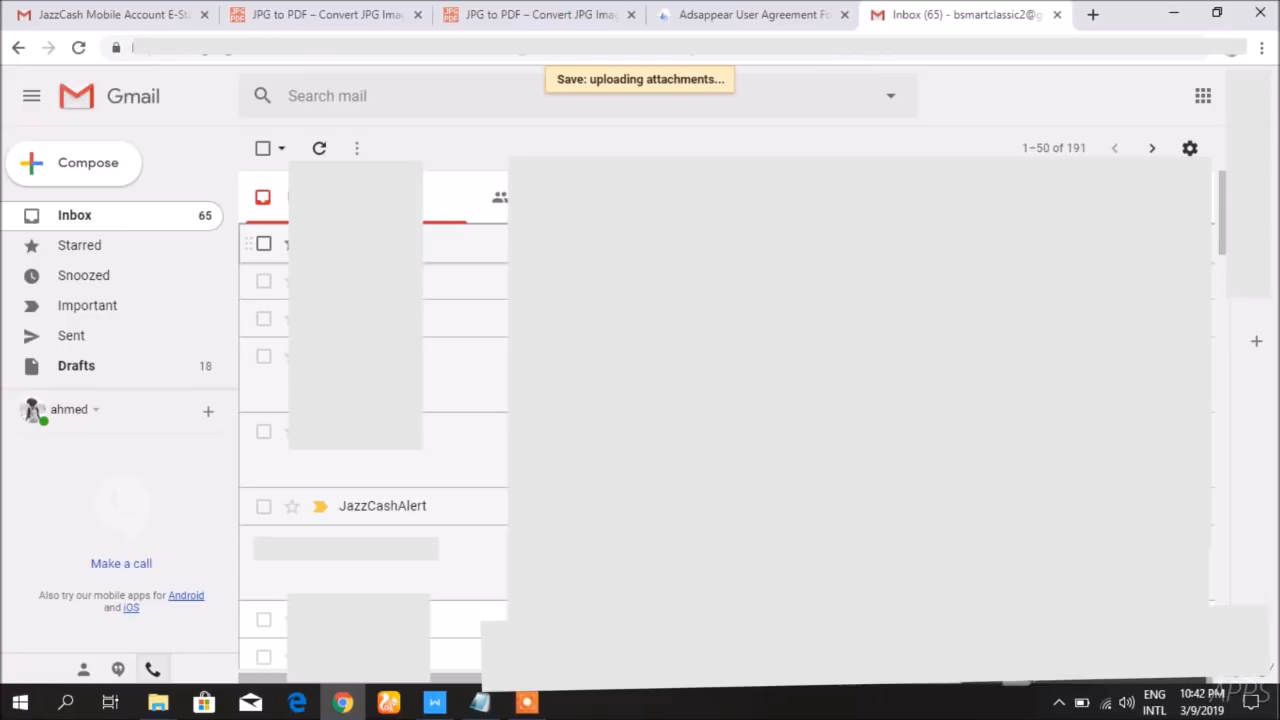 JazzCash Mobile Account E-St
JPG to PDF – Convert JPG Imag
JPG to PDF – Convert JPG Imag
Adsappear User Agreement Fo
Inbox (65) - bsmartclassic2@g
Save: uploading attachments...
Gmail
Search mail
1–50 of 191
Compose
Inbox 65
Starred
Snoozed
Important
Sent
Drafts 18
ahmed
JazzCashAlert
Make a call
Also try our mobile apps for Android
and iOS
ENG
INTL
10:42 PM
3/9/2019
APPS